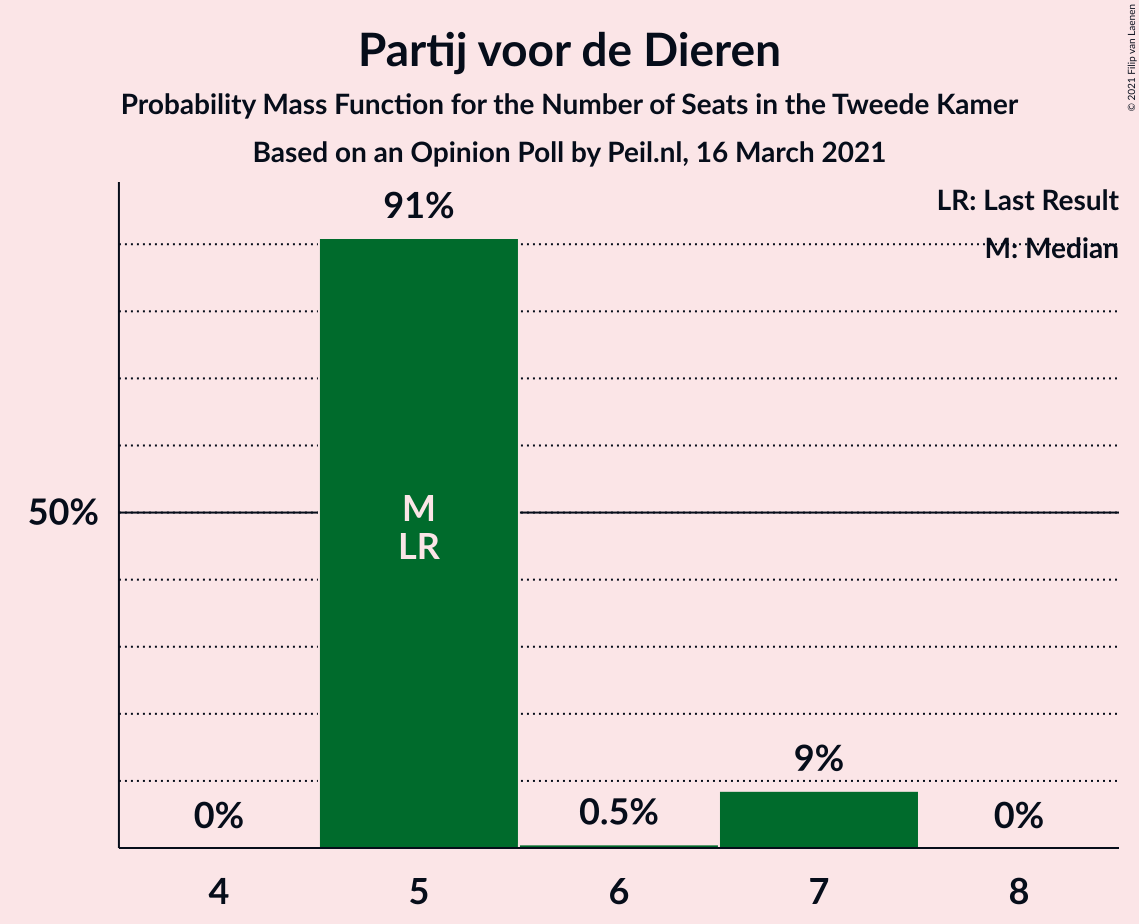 Partij voor de Dieren
Probability Mass Function for the Number of Seats in the Tweede Kamer
Based on an Opinion Poll by Peil.nl, 16 March 2021
© 2021 Filip van Laenen
LR: Last Result
M: Median
91%
50%
M
LR
0%
0.5%
9%
0%
4 5 6 7 8